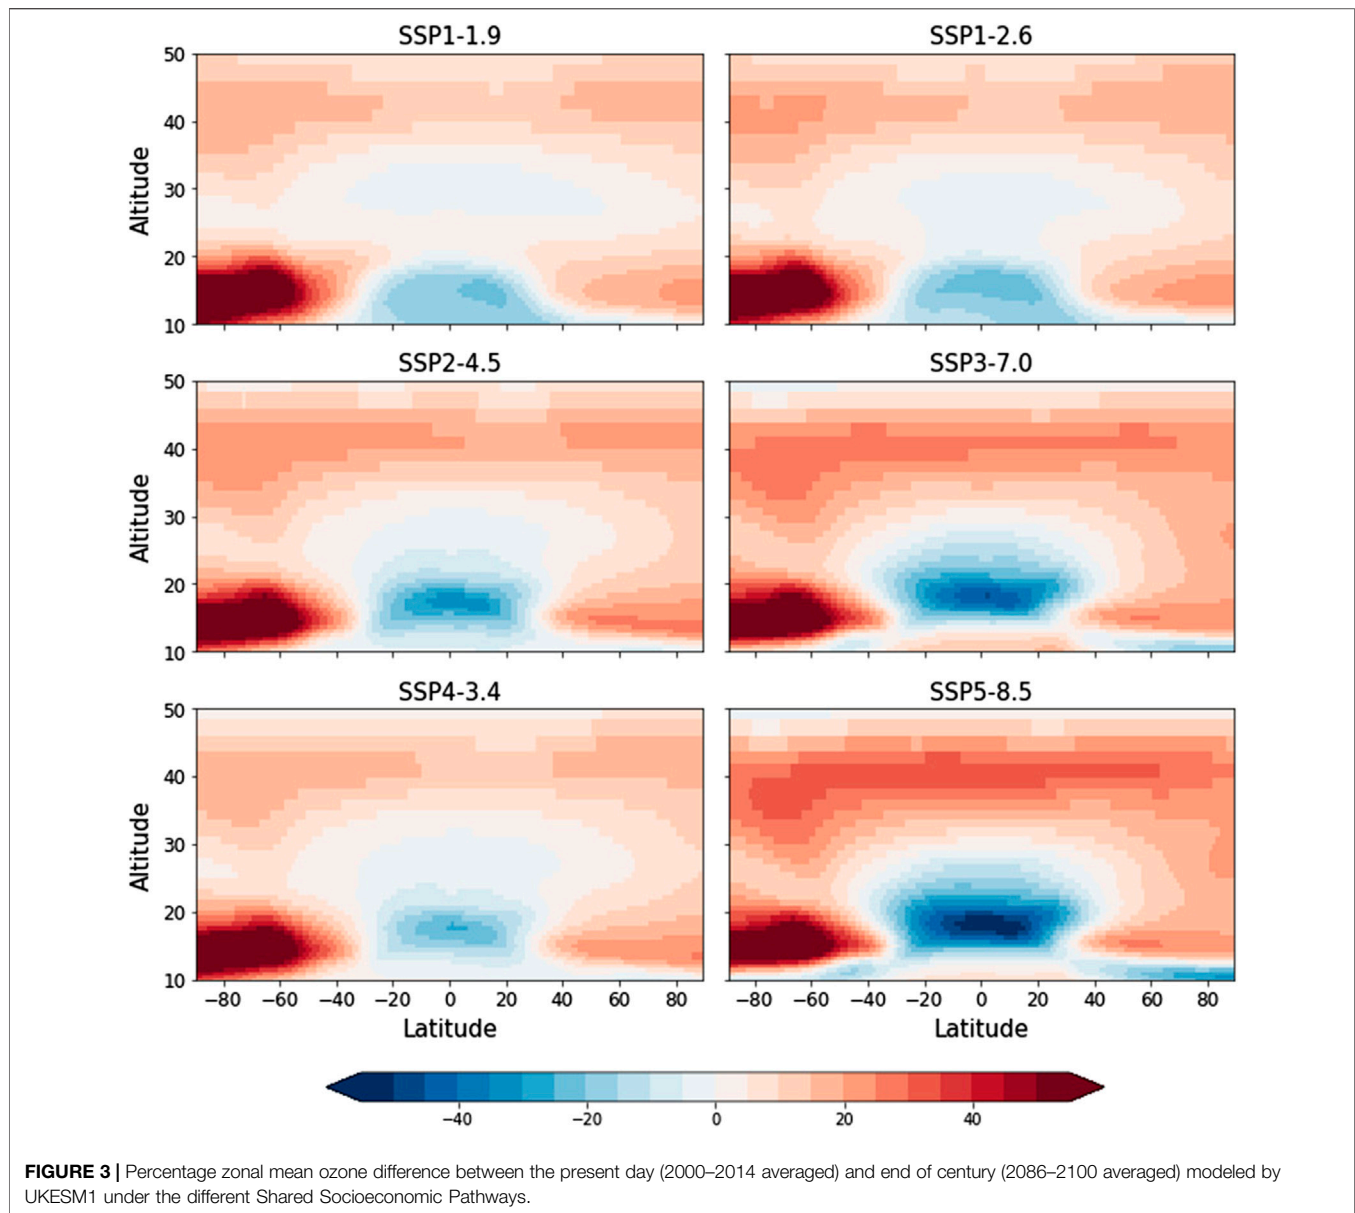 SSP1-1.9
SSP1-2.6
50
40
30
20
10
Altitude
SSP2-4.5
SSP3-7.0
50
40
30
20
10
Altitude
SSP4-3.4
SSP5-8.5
50
40
30
20
10
Altitude
−80 −60 −40 −20 0 20 40 60 80
−80 −60 −40 −20 0 20 40 60 80
Latitude
Latitude
−40 −20 0 20 40
FIGURE 3 | Percentage zonal mean ozone difference between the present day (2000–2014 averaged) and end of century (2086–2100 averaged) modeled by
UKESM1 under the different Shared Socioeconomic Pathways.